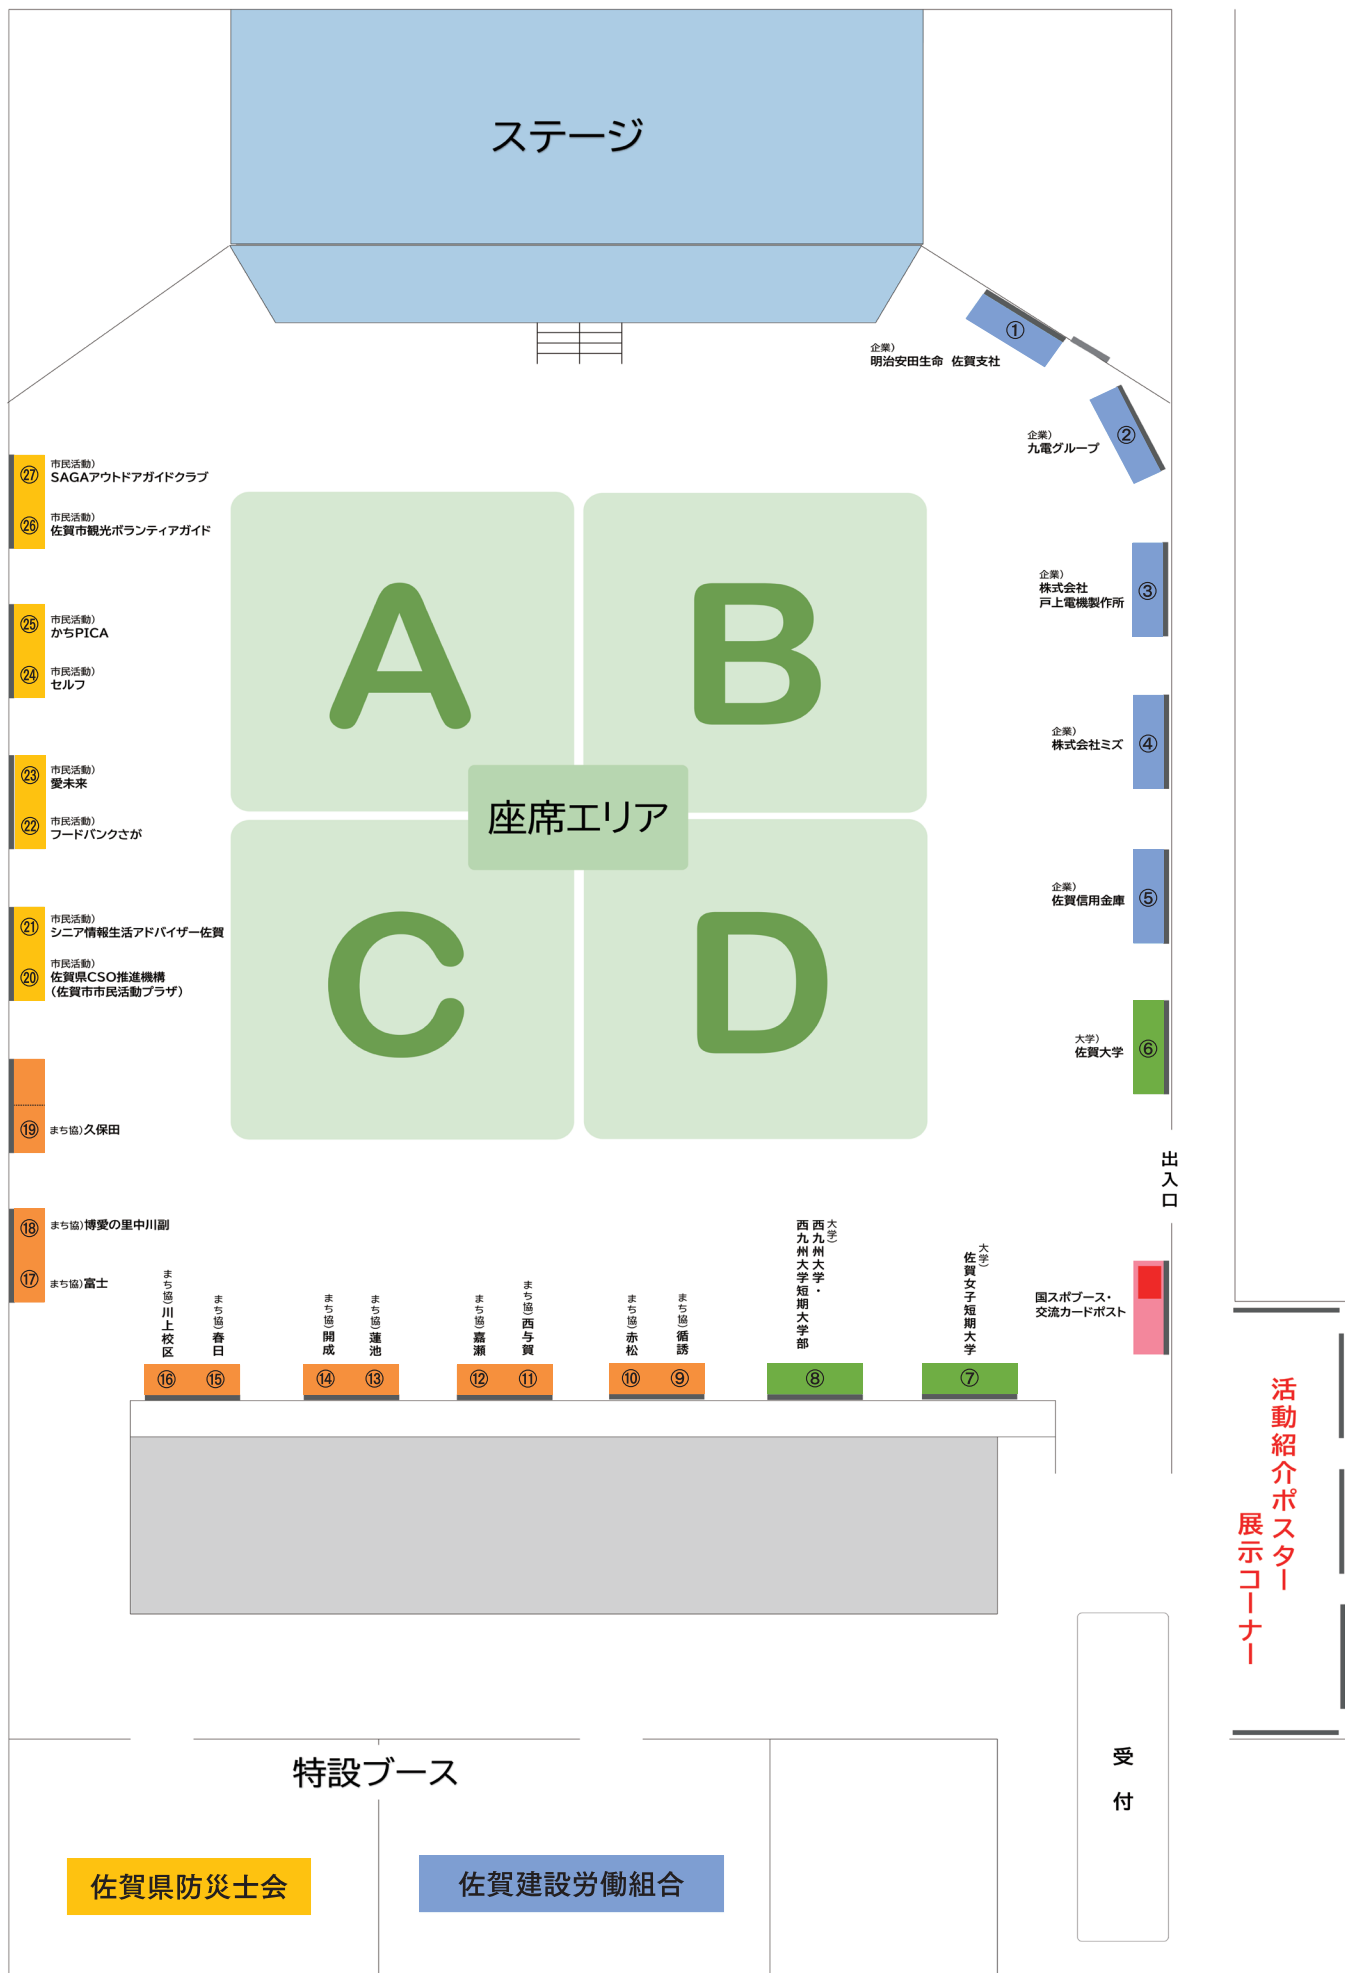 ステージ
①
企業)
明治安田生命 佐賀支社
②
企業)
九電グループ
③
企業)
株式会社
戸上電機製作所
④
企業)
株式会社ミズ
⑤
企業)
佐賀信用金庫
⑥
大学)
佐賀大学
出入口
国スポブース・
交流カードポスト
㉗
市民活動)
SAGAアウトドアガイドクラブ
㉖
市民活動)
佐賀市観光ボランティアガイド
㉕
市民活動)
かちPICA
㉔
市民活動)
セルフ
㉓
市民活動)
愛未来
㉒
市民活動)
フードバンクさが
㉑
市民活動)
シニア情報生活アドバイザー佐賀
⑳
市民活動)
佐賀県CSO推進機構
(佐賀市市民活動プラザ)
⑲
まち協)久保田
⑱
まち協)博愛の里中川副
⑰
まち協)富士
A
B
座席エリア
C
D
まち協)川上校区
⑯
まち協)春日
⑮
まち協)開成
⑭
まち協)蓮池
⑬
まち協)嘉瀬
⑫
まち協)西与賀
⑪
まち協)赤松
⑩
まち協)循誘
⑨
大学)
西九州大学・
西九州大学短期大学部
⑧
大学)
佐賀女子短期大学
⑦
活動紹介ポスター
展示コーナー
受付
特設ブース
佐賀県防災士会
佐賀建設労働組合